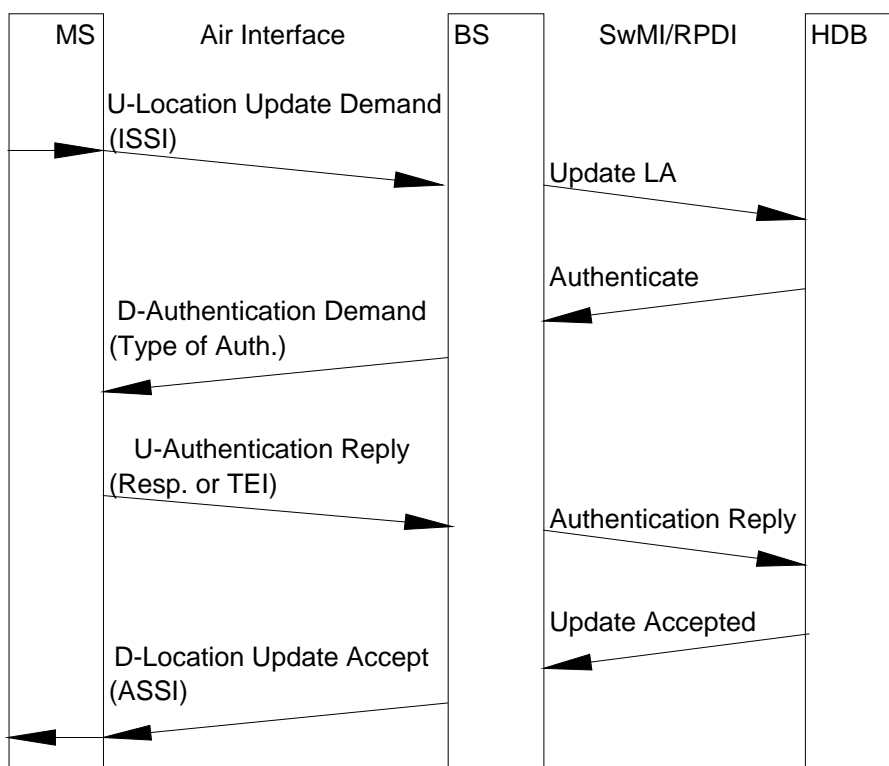 MS Air Interface BS SwMI/RPDI HDB
U-Location Update Demand
(ISSI)
Update LA
Authenticate
D-Authentication Demand
(Type of Auth.)
U-Authentication Reply
(Resp. or TEI)
Authentication Reply
Update Accepted
D-Location Update Accept
(ASSI)